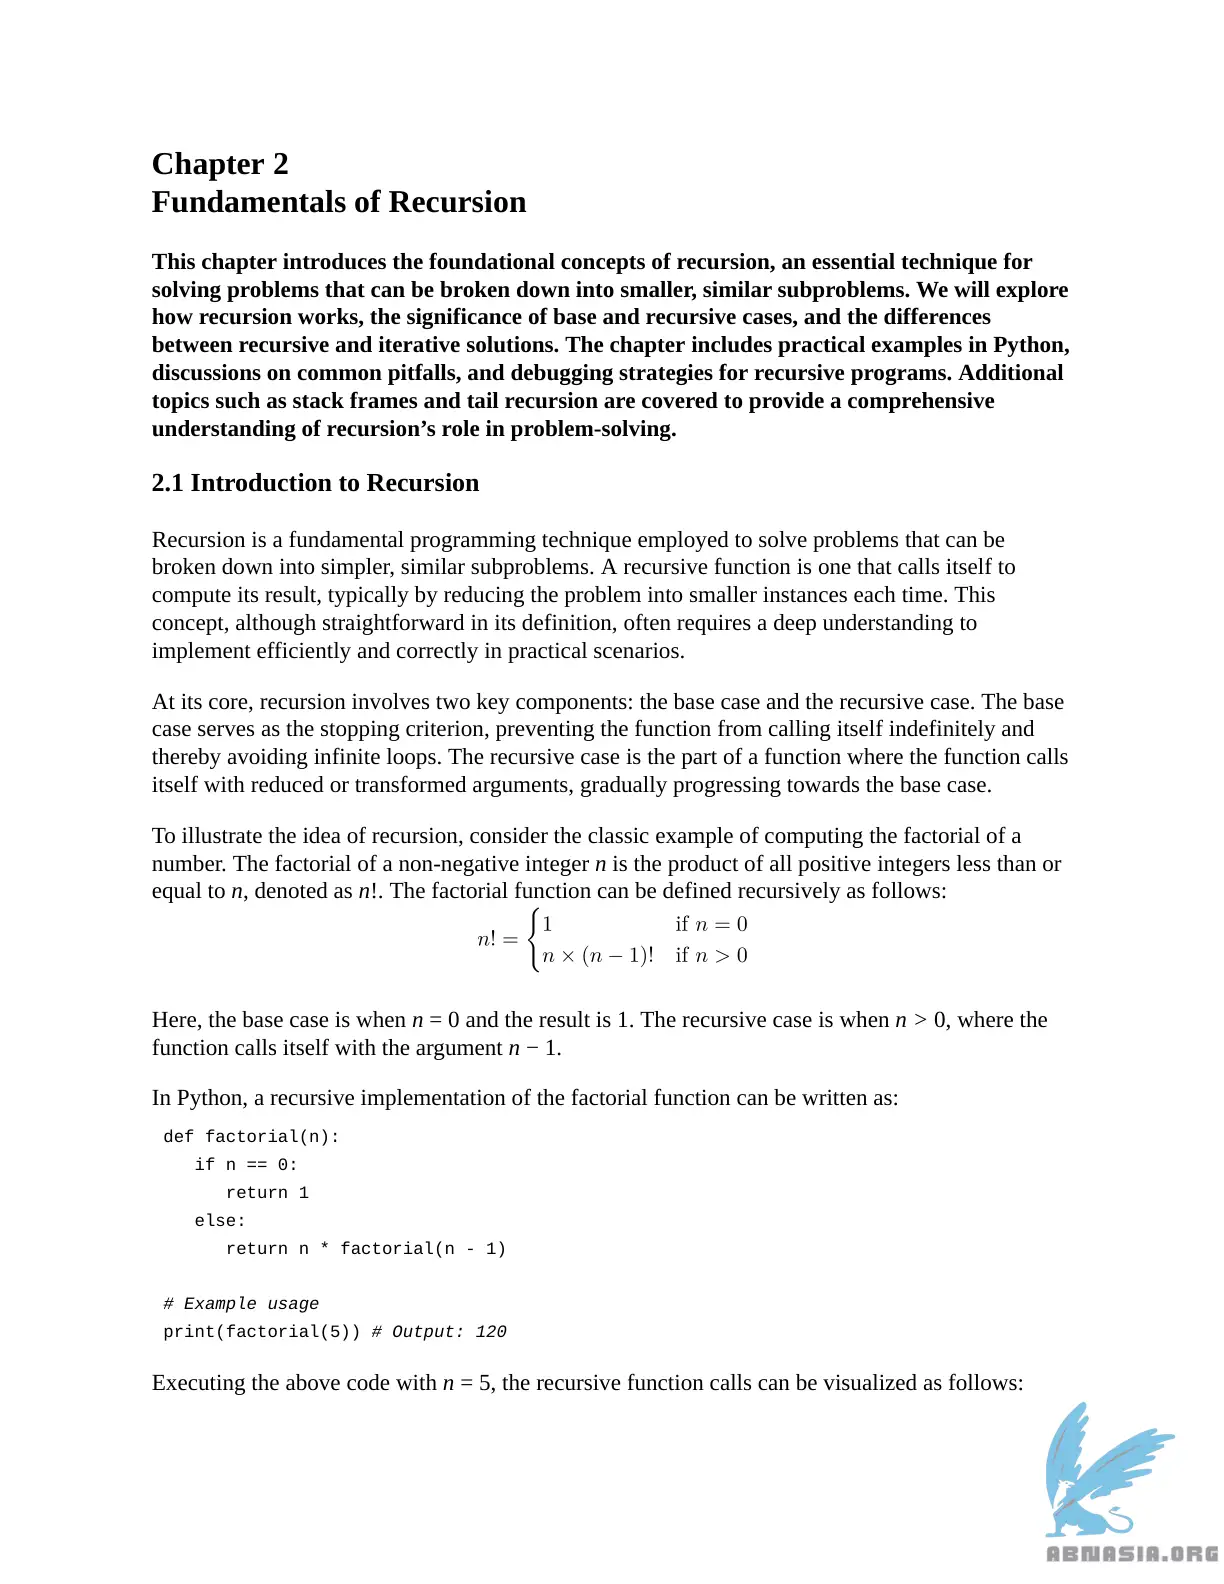 Chapter 2
Fundamentals of Recursion
This chapter introduces the foundational concepts of recursion, an essential technique for
solving problems that can be broken down into smaller, similar subproblems. We will explore
how recursion works, the significance of base and recursive cases, and the differences
between recursive and iterative solutions. The chapter includes practical examples in Python,
discussions on common pitfalls, and debugging strategies for recursive programs. Additional
topics such as stack frames and tail recursion are covered to provide a comprehensive
understanding of recursion’s role in problem-solving.
2.1 Introduction to Recursion
Recursion is a fundamental programming technique employed to solve problems that can be
broken down into simpler, similar subproblems. A recursive function is one that calls itself to
compute its result, typically by reducing the problem into smaller instances each time. This
concept, although straightforward in its definition, often requires a deep understanding to
implement efficiently and correctly in practical scenarios.
At its core, recursion involves two key components: the base case and the recursive case. The base
case serves as the stopping criterion, preventing the function from calling itself indefinitely and
thereby avoiding infinite loops. The recursive case is the part of a function where the function calls
itself with reduced or transformed arguments, gradually progressing towards the base case.
To illustrate the idea of recursion, consider the classic example of computing the factorial of a
number. The factorial of a non-negative integer n is the product of all positive integers less than or
equal to n, denoted as n!. The factorial function can be defined recursively as follows:
n! = {1 if n = 0
n × (n − 1)! if n > 0
Here, the base case is when n = 0 and the result is 1. The recursive case is when n > 0, where the
function calls itself with the argument n − 1.
In Python, a recursive implementation of the factorial function can be written as:
def factorial(n):
   if n == 0:
      return 1
   else:
      return n * factorial(n - 1)
# Example usage
print(factorial(5)) # Output: 120
Executing the above code with n = 5, the recursive function calls can be visualized as follows:
ABNASIA.ORG